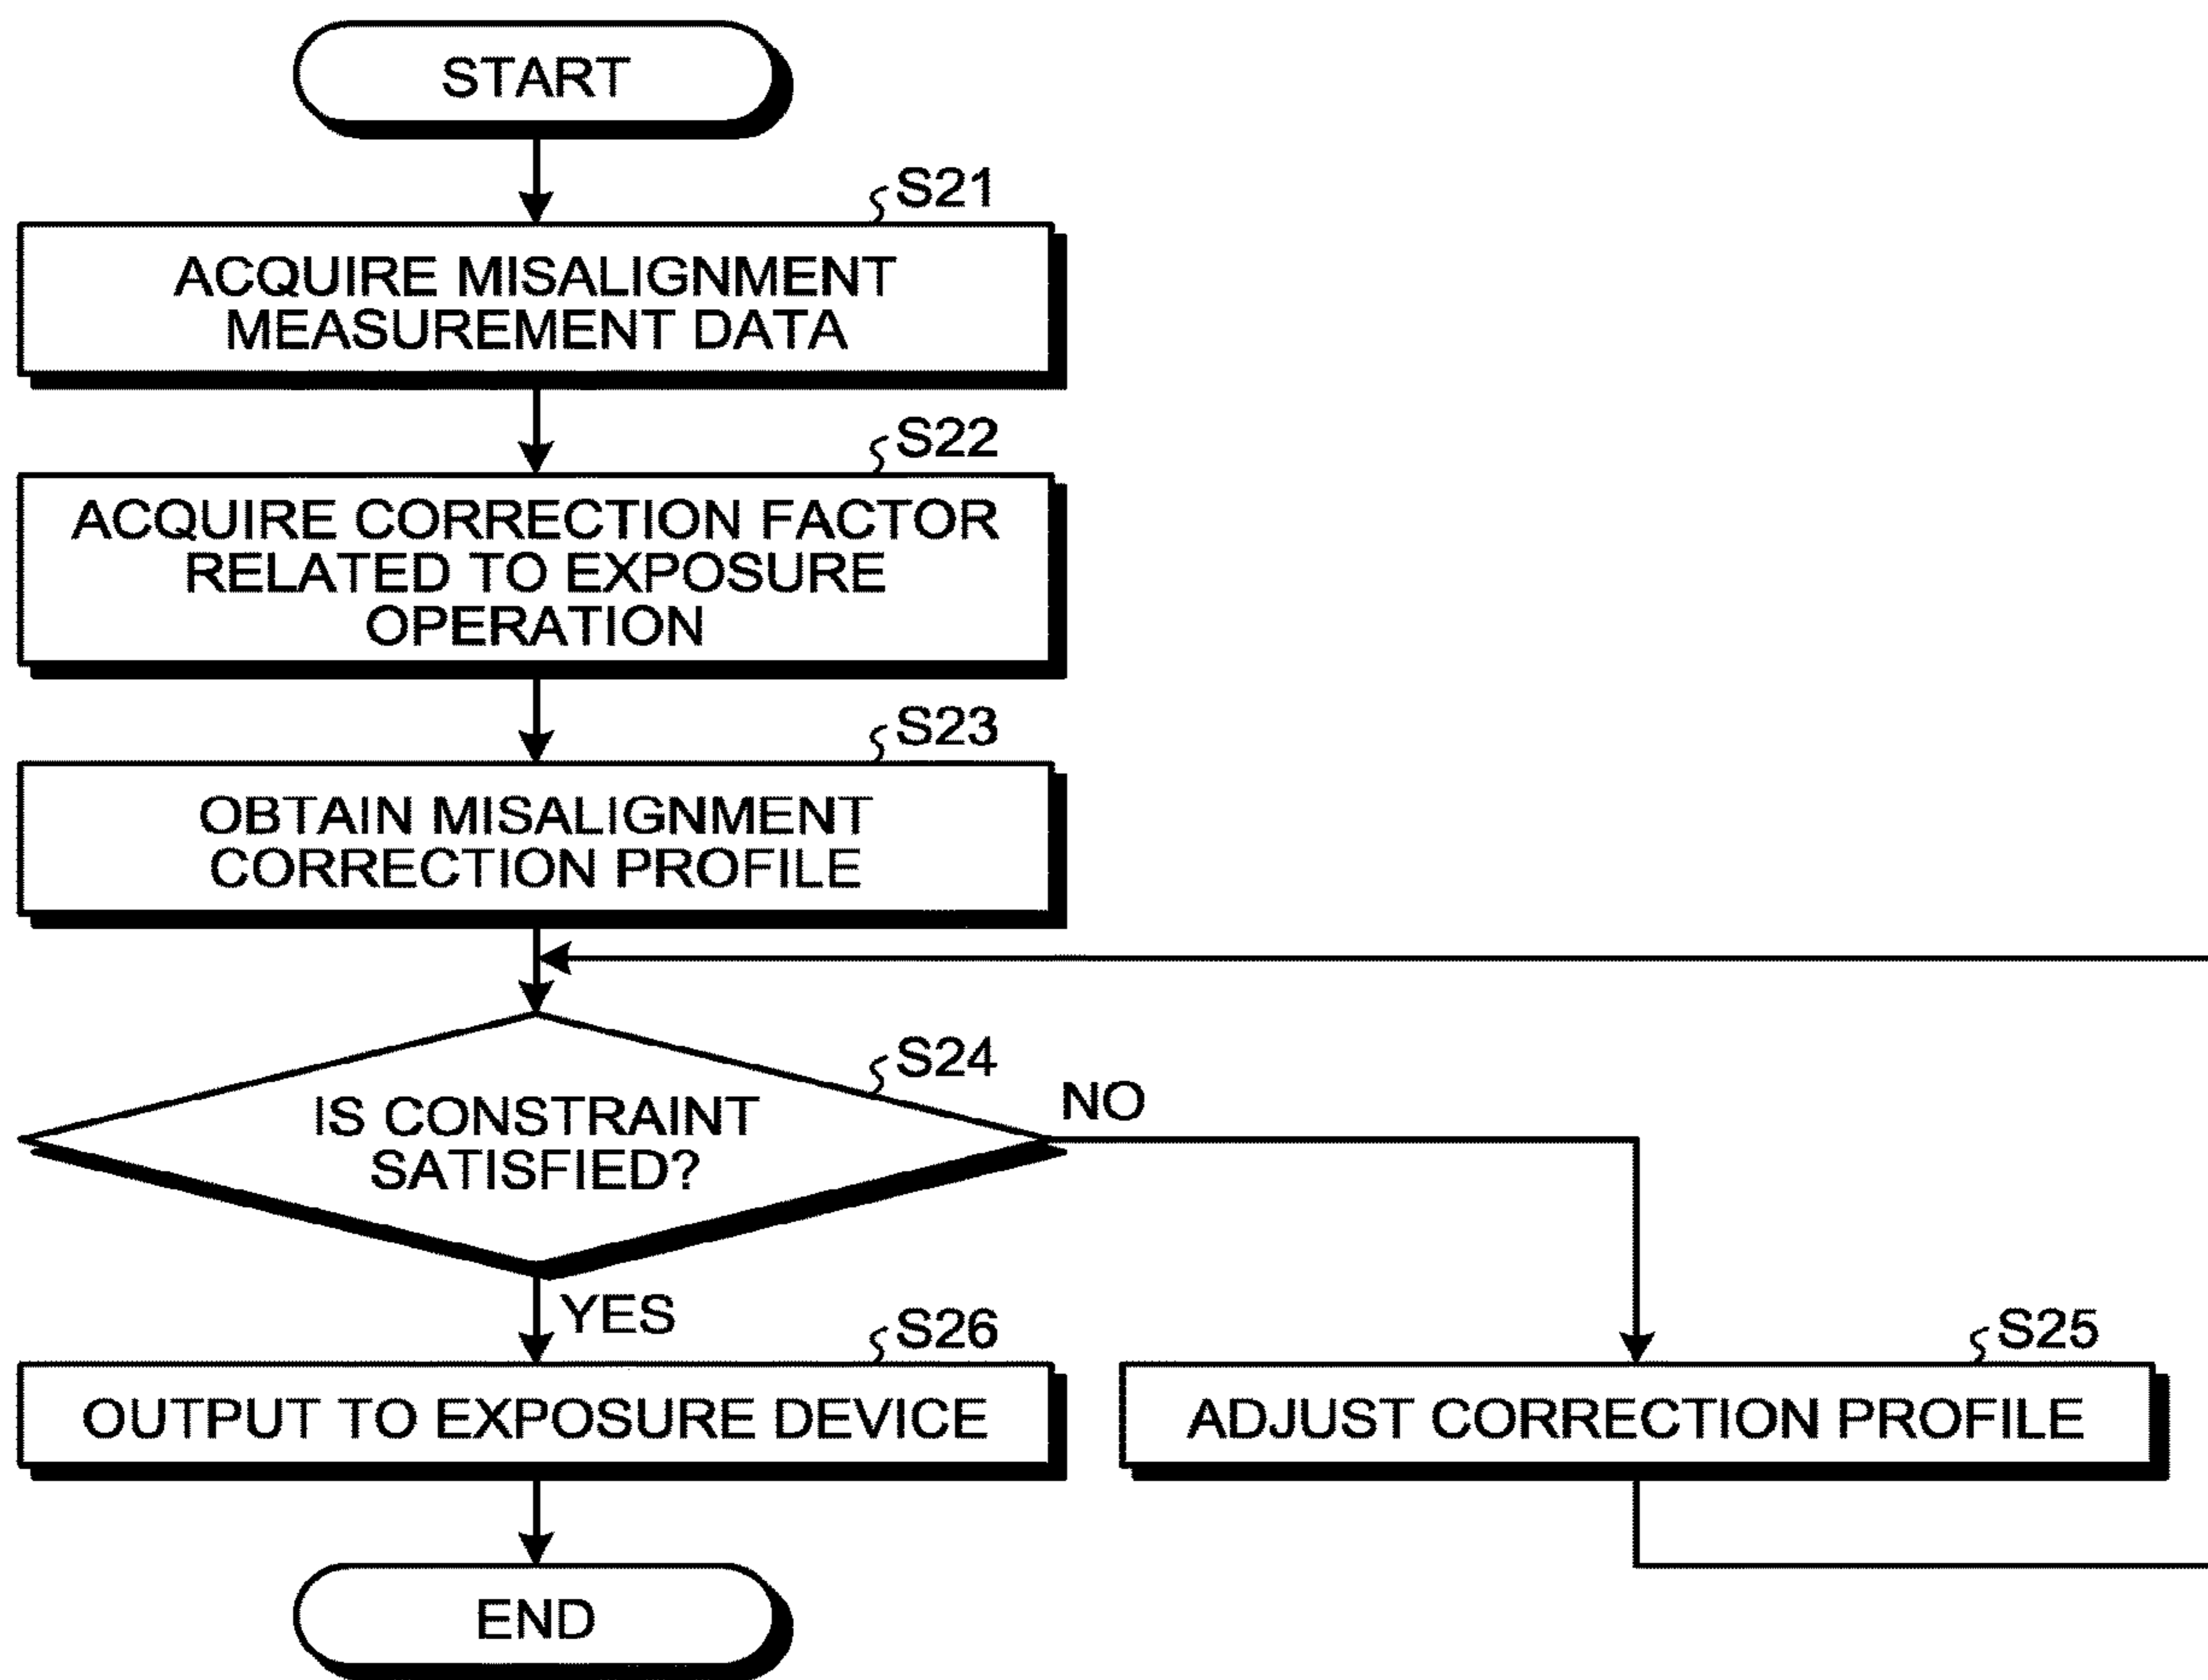 START
S21
ACQUIRE MISALIGNMENT
MEASUREMENT DATA
S22
ACQUIRE CORRECTION FACTOR
RELATED TO EXPOSURE
OPERATION
S23
OBTAIN MISALIGNMENT
CORRECTION PROFILE
S24
IS CONSTRAINT
SATISFIED?
NO
YES
S26
OUTPUT TO EXPOSURE DEVICE
S25
ADJUST CORRECTION PROFILE
END